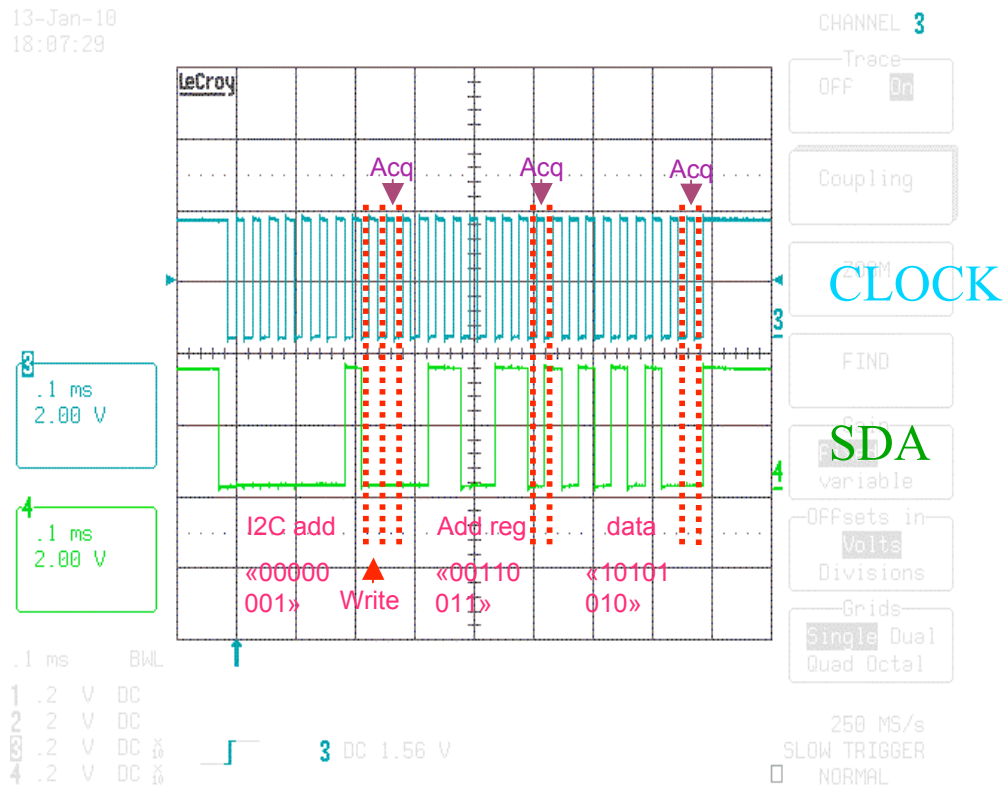 13-Jan-10
18:07:29
CHANNEL 3
Trace
OFF On
LeCroy
Acq
Acq
Acq
Coupling
ZOOM
CLOCK
3
FIND
3
.1 ms
2.00 V
SDA
variable
4
4
.1 ms
2.00 V
I2C add
Add.reg
data
OFFsets in
Volts
Divisions
«00000
001»
Write
«00110
011»
«10101
010»
Grids
Single Dual
Quad Octal
.1 ms BWL
1 .2 V DC
2 .2 V DC
3 .2 V DC X10
4 .2 V DC X10
3 DC 1.56 V
250 MS/s
SLOW TRIGGER
NORMAL